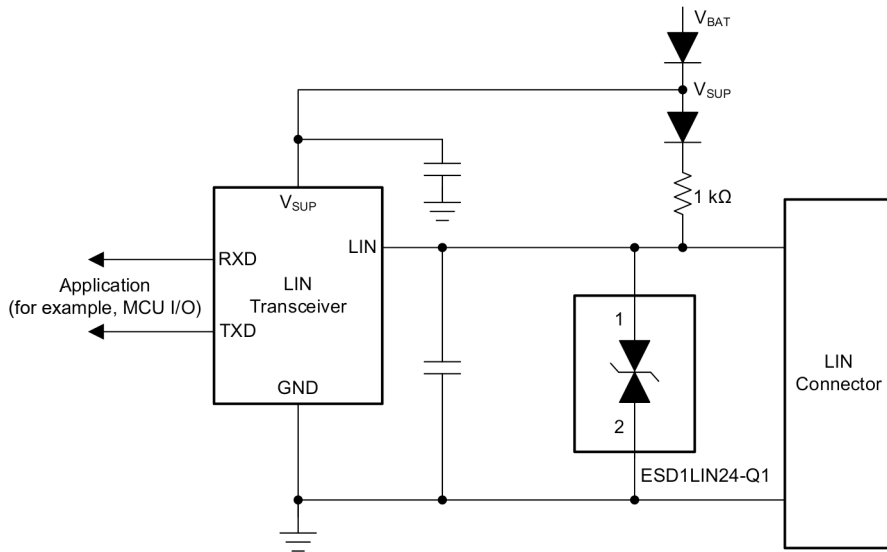 V_BAT
V_SUP
1 kΩ
V_SUP
LIN
RXD
LIN
Transceiver
Application
(for example, MCU I/O)
TXD
GND
1
2
ESD1LIN24-Q1
LIN
Connector